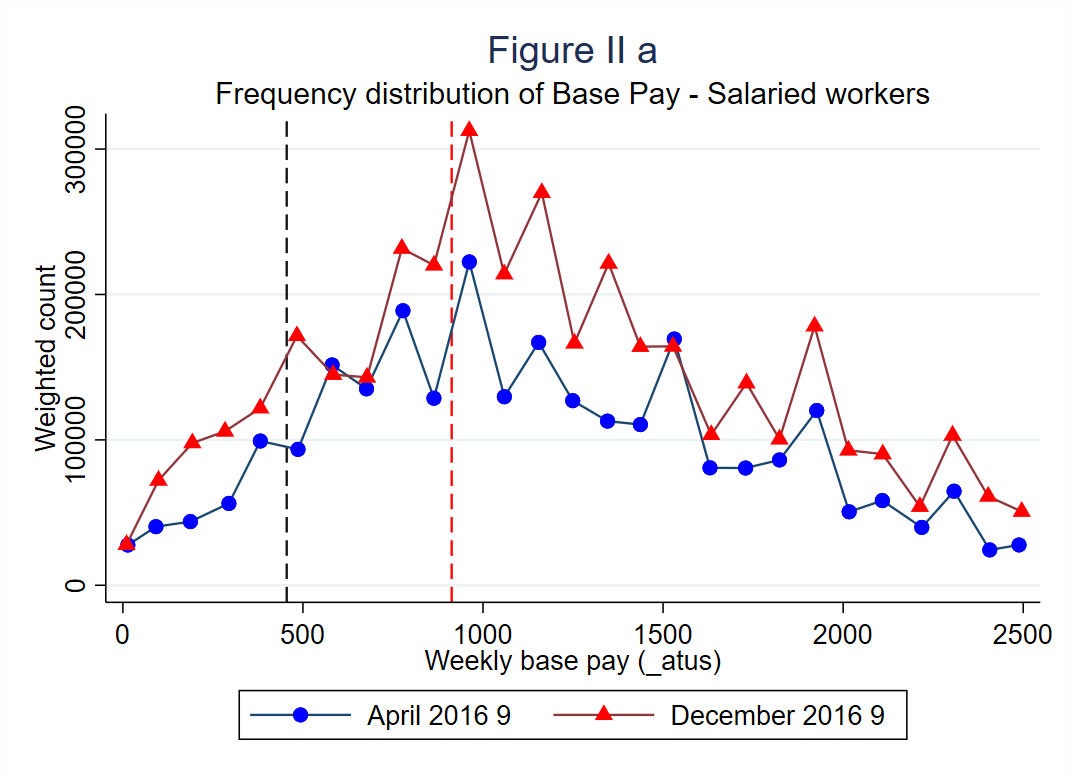 Figure II a
Frequency distribution of Base Pay - Salaried workers
Weighted count
300000
200000
100000
0
0 500 1000 1500 2000 2500
Weekly base pay (_atus)
April 2016 9 December 2016 9